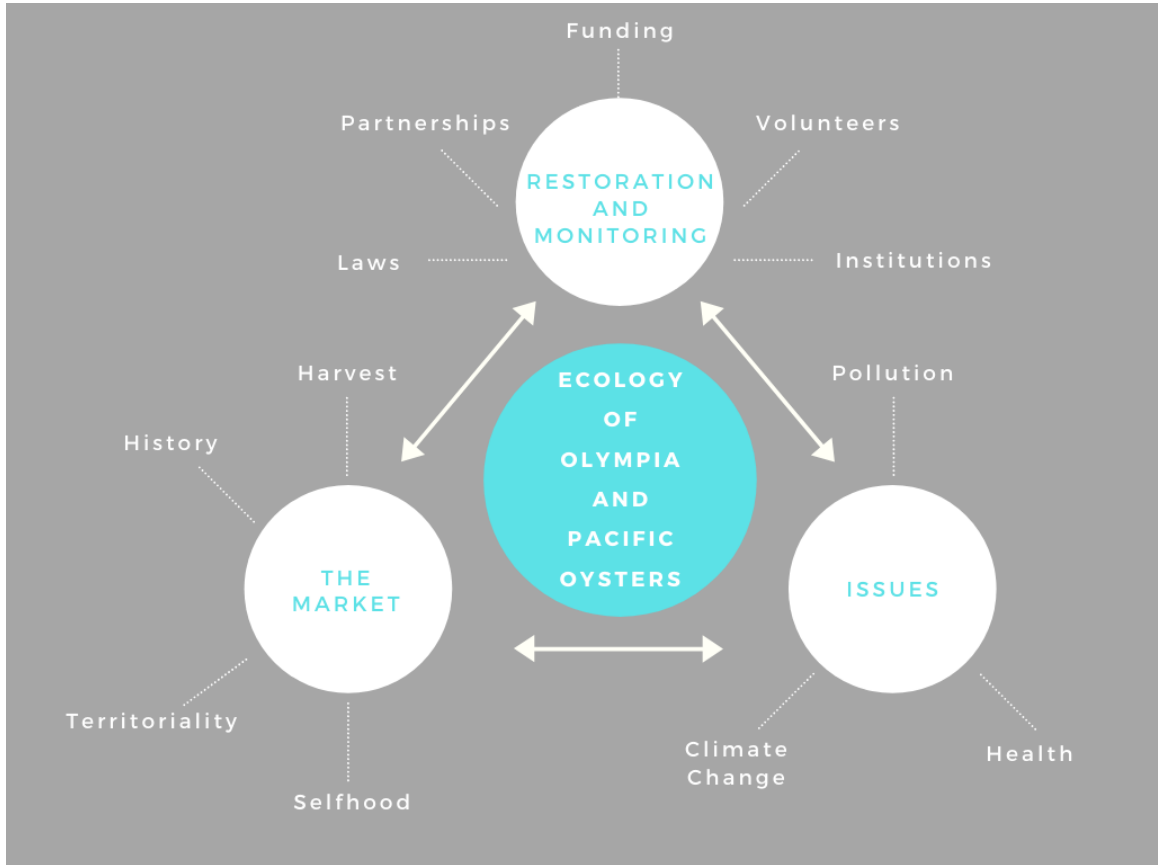 Funding
Partnerships
Volunteers
RESTORATION
AND
MONITORING
Laws
Institutions
Harvest
History
ECOLOGY
OF
OLYMPIA
AND
PACIFIC
OYSTERS
Pollution
THE
MARKET
ISSUES
Territoriality
Selfhood
Climate
Change
Health